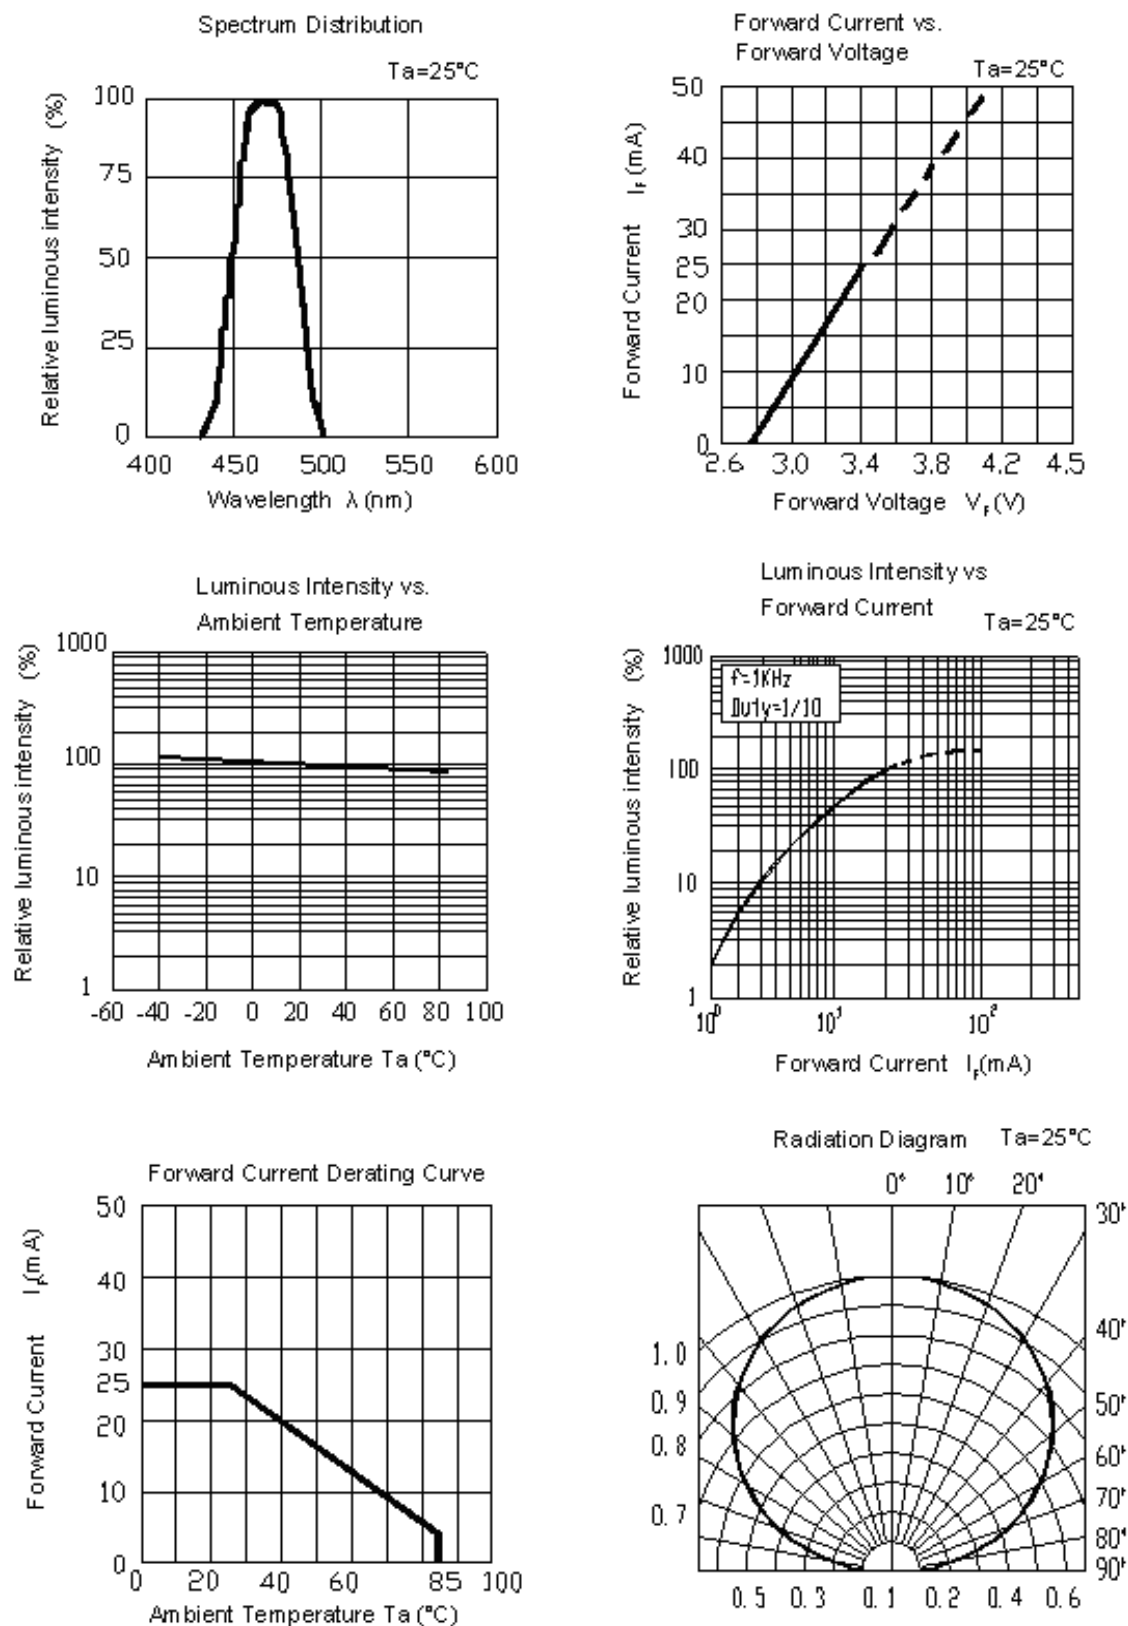 Spectrum Distribution
Ta=25°C
Relative luminous intensity (%)
100
75
50
25
0
400 450 500 550 600
Wavelength λ (nm)
Forward Current vs.
Forward Voltage
Ta=25°C
Forward Current I_F (mA)
50
40
30
25
20
10
0
2.6 3.0 3.4 3.8 4.2 4.5
Forward Voltage V_F (V)
Luminous Intensity vs.
Ambient Temperature
Relative luminous intensity (%)
1000
100
10
1
-60 -40 -20 0 20 40 60 80 100
Ambient Temperature Ta (°C)
Luminous Intensity vs
Forward Current
Ta=25°C
f=1KHz
Duty=1/10
Relative luminous intensity (%)
1000
100
10
1
10⁰ 10¹ 10²
Forward Current I_F(mA)
Forward Current Derating Curve
Forward Current I_F(mA)
50
40
30
25
20
10
0
0 20 40 60 85 100
Ambient Temperature Ta (°C)
Radiation Diagram Ta=25°C
0° 10° 20°
30°
40°
50°
60°
70°
80°
90°
1.0
0.9
0.8
0.7
0.5 0.3 0.1 0.2 0.4 0.6